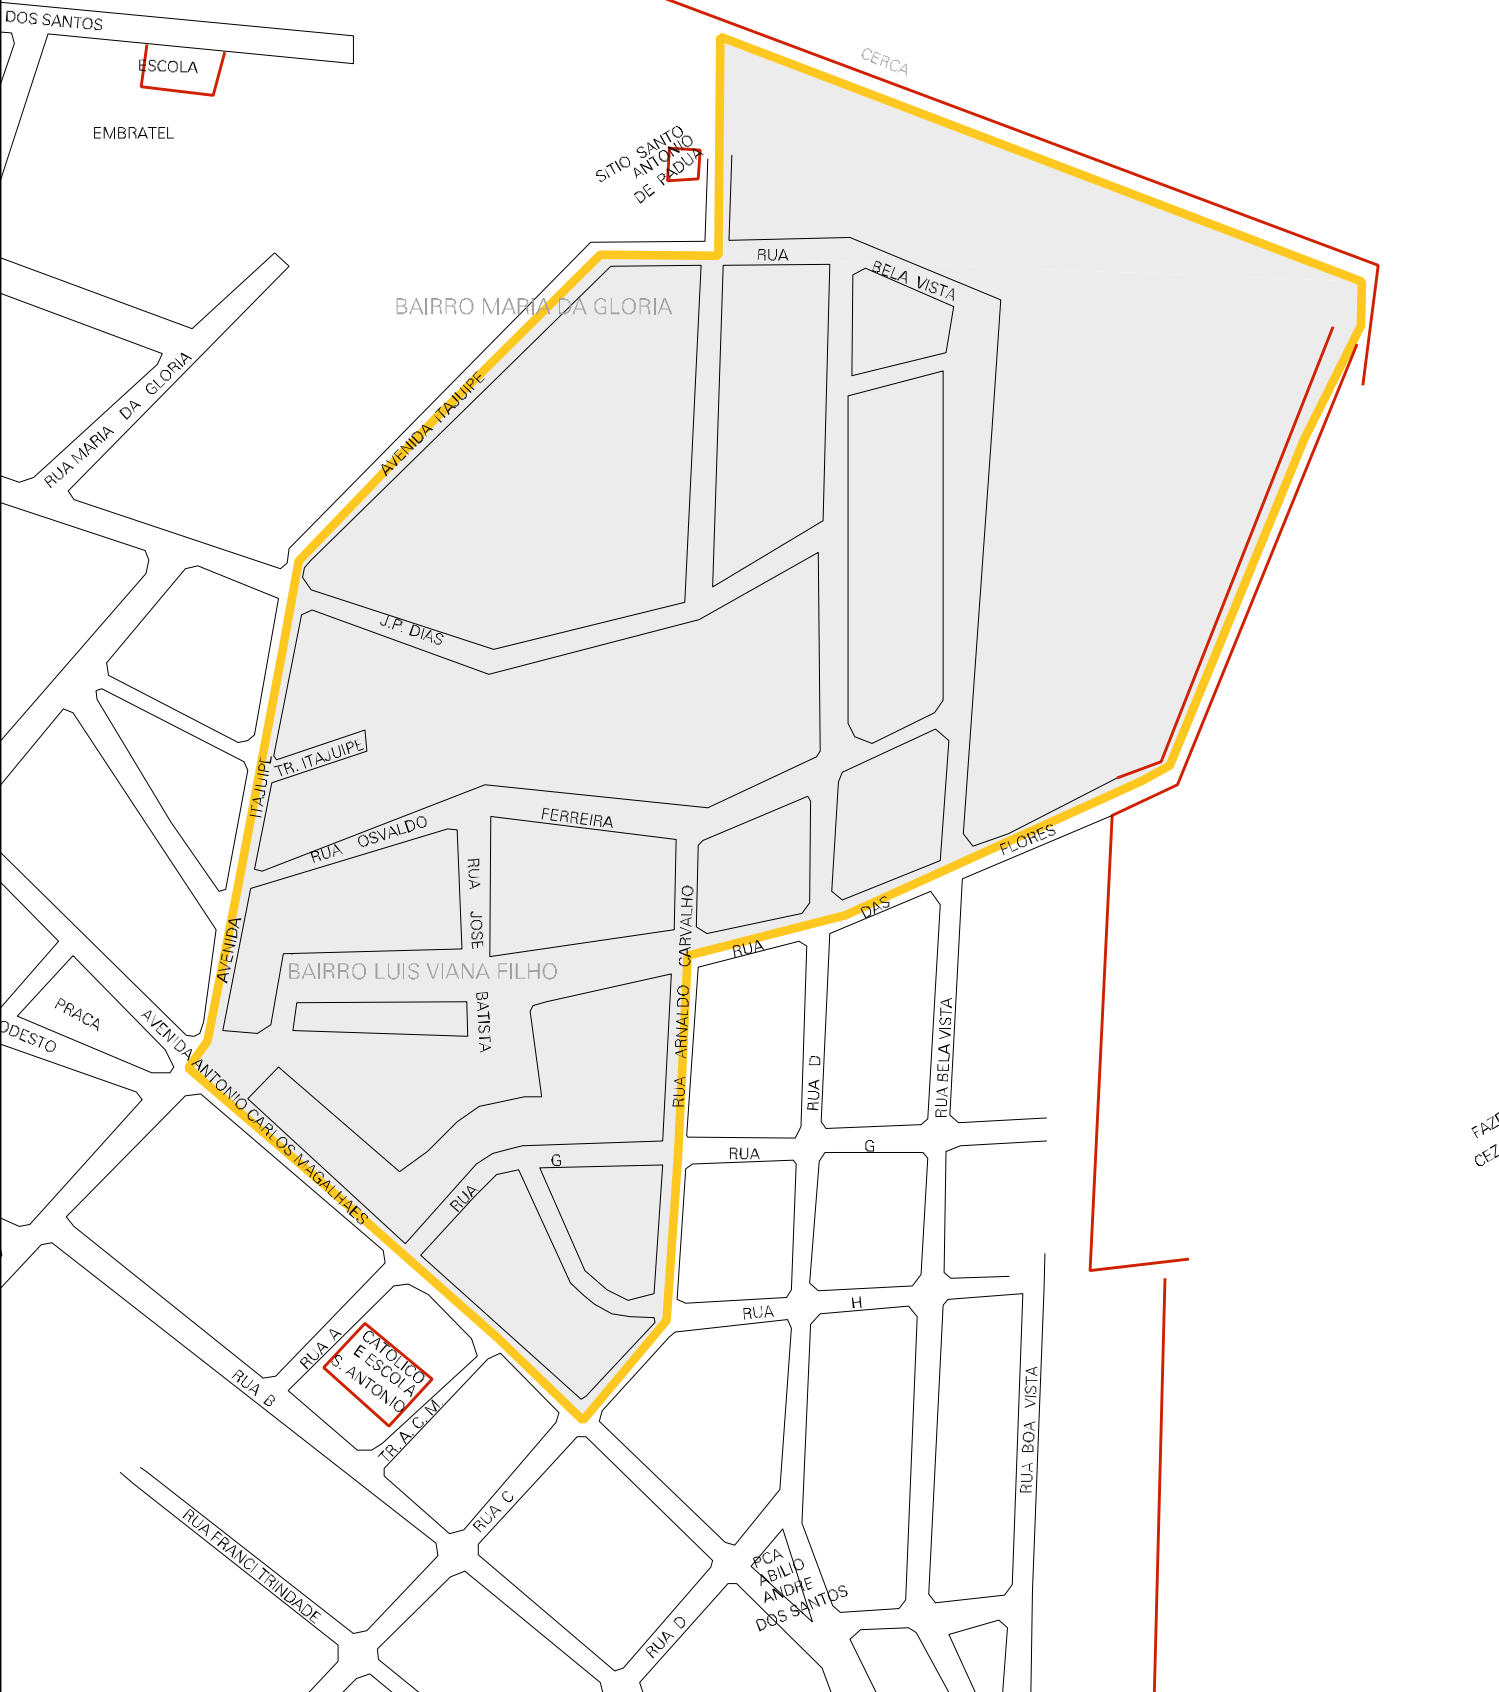 DOS SANTOS
ESCOLA
EMBRATEL
CERCA
SITIO SANTO
ANTONIO
DE PADUA
RUA
BELA VISTA
BAIRRO MARIA DA GLORIA
RUA MARIA DA GLORIA
AVENIDA ITAJUIPE
J.P. DIAS
TR. ITAJUIPE
ITAJUIPE
AVENIDA
RUA OSVALDO
FERREIRA
RUA JOSE
BATISTA
RUA ARNALDO CARVALHO
RUA
DAS
FLORES
BAIRRO LUIS VIANA FILHO
PRACA
ODESTO
AVENIDA ANTONIO CARLOS MAGALHAES
RUA D
RUA BELA VISTA
RUA
G
RUA
G
RUA
H
RUA A
RUA B
CATOLICO
E ESCOLA
S. ANTONIO
TR. A. C. M.
RUA C
RUA BOA VISTA
RUA FRANCI TRINDADE
RUA D
PCA
ABILIO
ANDRE
DOS SANTOS
FAZE
CEZ